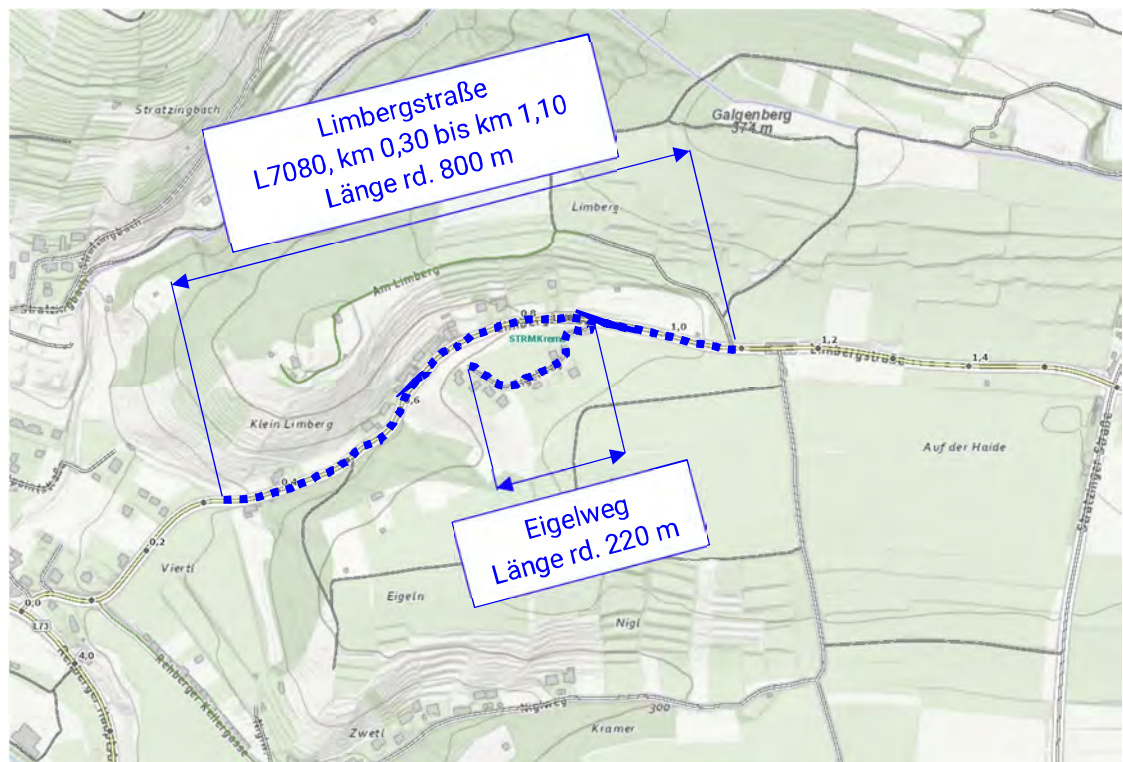 Stratzingbach
Limbergstraße
L7080, km 0,30 bis km 1,10
Länge rd. 800 m
Galgenberg
374 m
Limberg
Stratzingbach
Am Limberg
0,8
STRMKrems
1,0
1,2
Limbergstraße
1,4
0,6
Klein Limberg
Auf der Haide
Stratzinger Straße
0,4
Eigelweg
Länge rd. 220 m
0,2
Viertl
Eigeln
Nigl
0,0
L73
4,0
Rehberger Kellergasse
Niglweg
300
Zwetl
Kramer